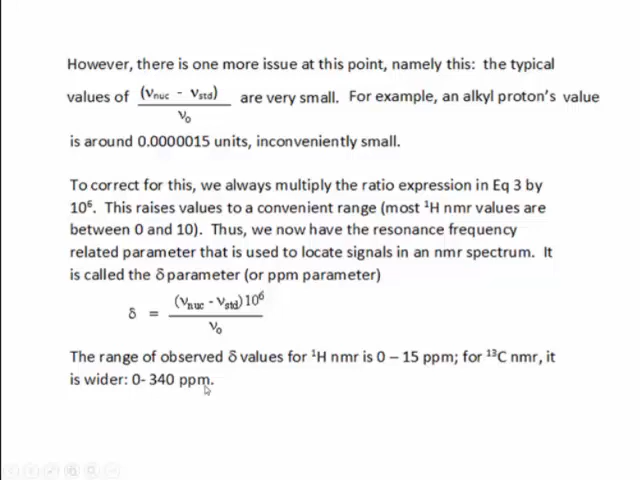 However, there is one more issue at this point, namely this: the typical
values of (νnuc - νstd) / νo are very small. For example, an alkyl proton's value
is around 0.0000015 units, inconveniently small.
To correct for this, we always multiply the ratio expression in Eq 3 by
10⁶. This raises values to a convenient range (most ¹H nmr values are
between 0 and 10). Thus, we now have the resonance frequency
related parameter that is used to locate signals in an nmr spectrum. It
is called the δ parameter (or ppm parameter)
δ = (νnuc - νstd)10⁶ / νo
The range of observed δ values for ¹H nmr is 0 – 15 ppm; for ¹³C nmr, it
is wider: 0- 340 ppm.